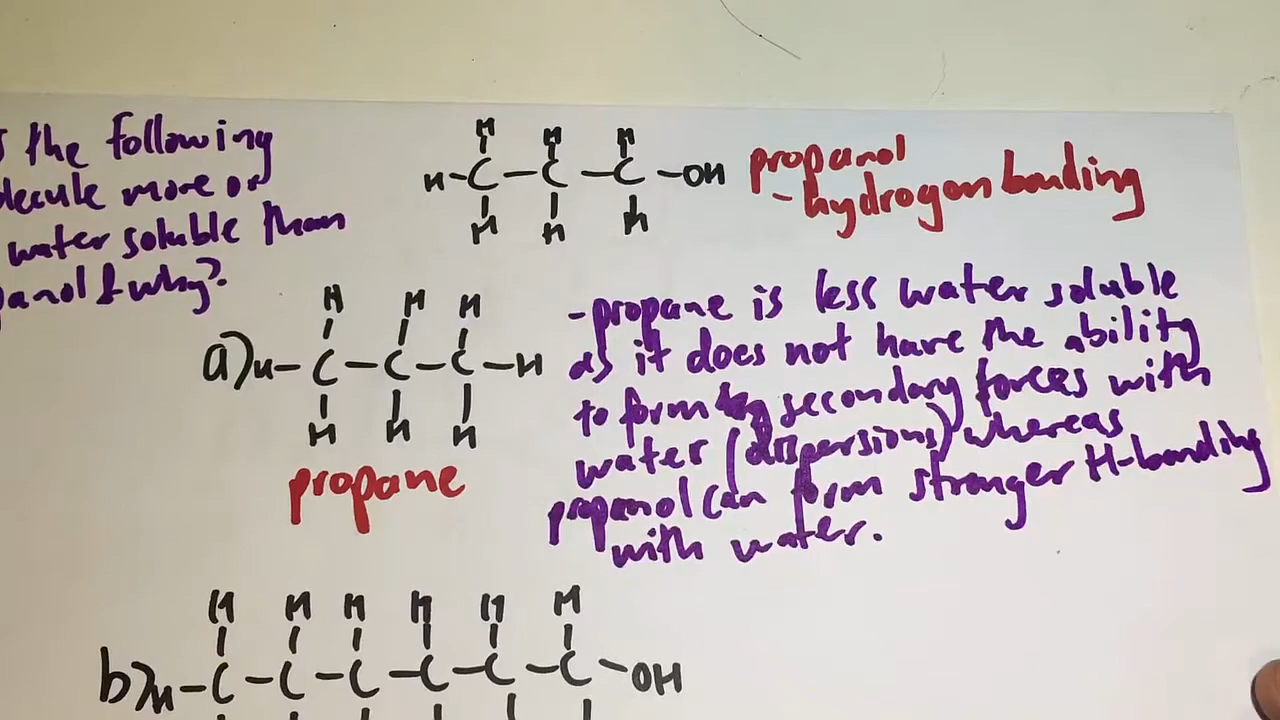 the following
more or
water soluble than
& why?
H H H
H-C-C-C-OH
H H H
propanol
- hydrogen bonding
H H H
a) H-C-C-C-H
H H H
propane
- propane is less water soluble
as it does not have the ability
to form secondary forces with
water (dispersions) whereas
propanol can form stronger H-bonding
with water.
H H H H H H
b) H-C-C-C-C-C-C-OH